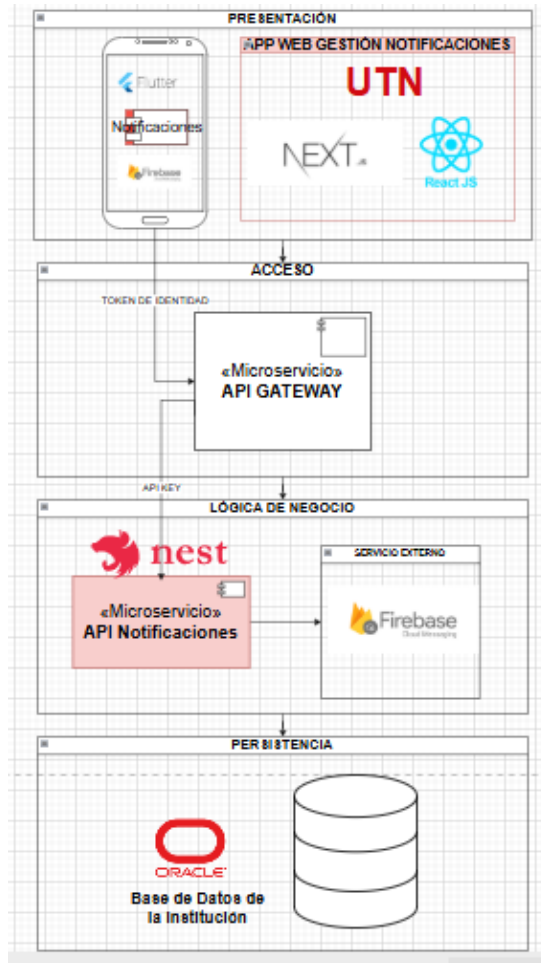 PRESENTACIÓN
Flutter
Notificaciones
Firebase
APP WEB GESTIÓN NOTIFICACIONES
UTN
NEXT.JS
React JS
ACCESO
TOKEN DE IDENTIDAD
«Microservicio»
API GATEWAY
API KEY
LÓGICA DE NEGOCIO
nest
«Microservicio»
API Notificaciones
SERVICIO EXTERNO
Firebase
Cloud Messaging
PERSISTENCIA
ORACLE
Base de Datos de
la Institución